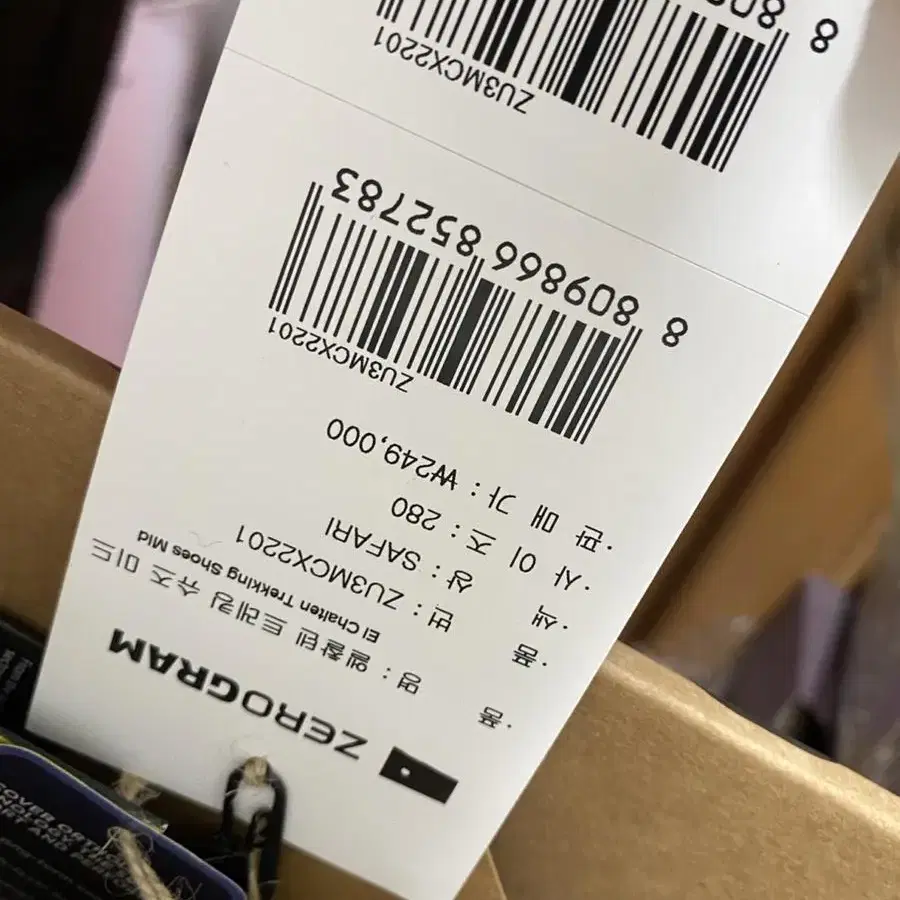 ZEROGRAM
·품 명 : 엘찰텐 트레킹 슈즈 미드
El Chalten Trekking Shoes Mid
·품 번 : ZU3MCX2201
·색 상 : SAFARI
·사 이 즈 : 280
·판 매 가 : ₩249,000
ZU3MCX2201
8 809866 852783
ZU3MCX2201
8